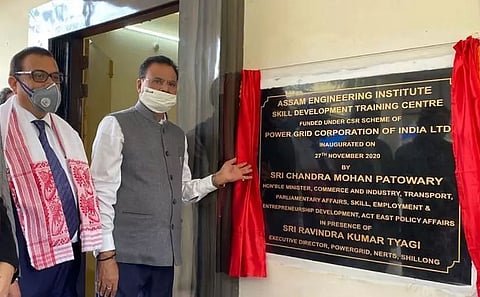 ASSAM ENGINEERING INSTITUTE
SKILL DEVELOPMENT TRAINING CENTRE
FUNDED UNDER CSR SCHEME OF
POWER GRID CORPORATION OF INDIA LTD
INAUGURATED ON
27TH NOVEMBER 2020
BY
SRI CHANDRA MOHAN PATOWARY
HON'BLE MINISTER, COMMERCE AND INDUSTRY, TRANSPORT,
PARLIAMENTARY AFFAIRS, SKILL, EMPLOYMENT &
ENTREPRENEURSHIP DEVELOPMENT, ACT EAST POLICY AFFAIRS
IN PRESENCE OF
SRI RAVINDRA KUMAR TYAGI
EXECUTIVE DIRECTOR, POWERGRID, NERTS, SHILLONG